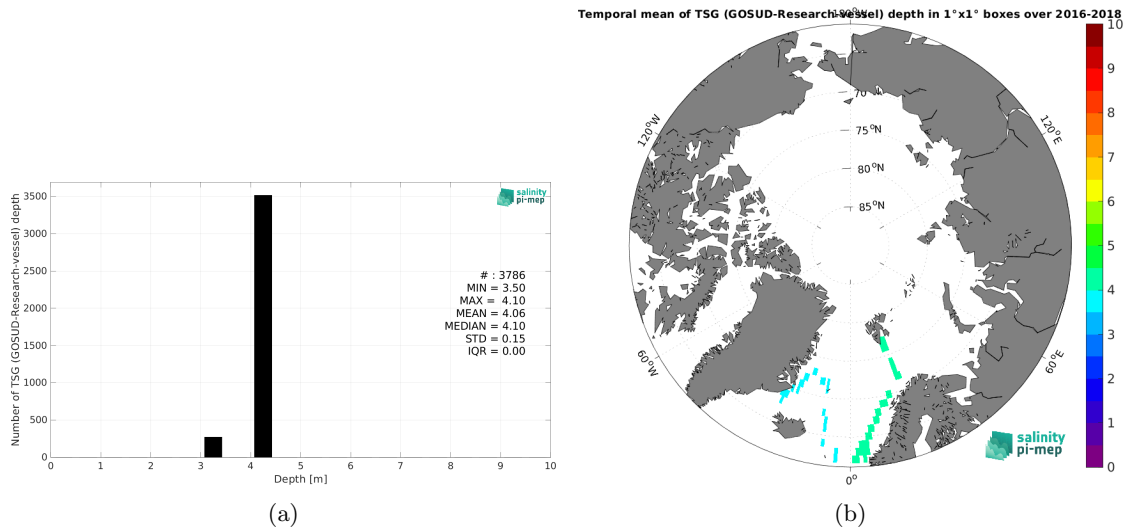 Number of TSG (GOSUD-Research-vessel) depth
3500
3000
2500
2000
1500
1000
500
0
salinity
pi-mep
# : 3786
MIN = 3.50
MAX = 4.10
MEAN = 4.06
MEDIAN = 4.10
STD = 0.15
IQR = 0.00
0 1 2 3 4 5 6 7 8 9 10
Depth [m]
(a)
Temporal mean of TSG (GOSUD-Research-vessel) depth in 1°x1° boxes over 2016-2018
180°W
120°W
120°E
70
75°N
80°N
85°N
60°W
60°E
0°
10
9
8
7
6
5
4
3
2
1
0
salinity
pi-mep
(b)